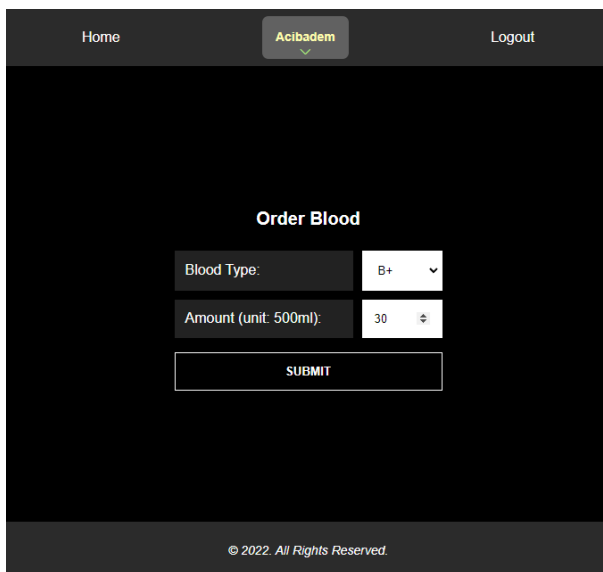 Home Acibadem Logout
Order Blood
Blood Type: B+
Amount (unit: 500ml): 30
SUBMIT
© 2022. All Rights Reserved.